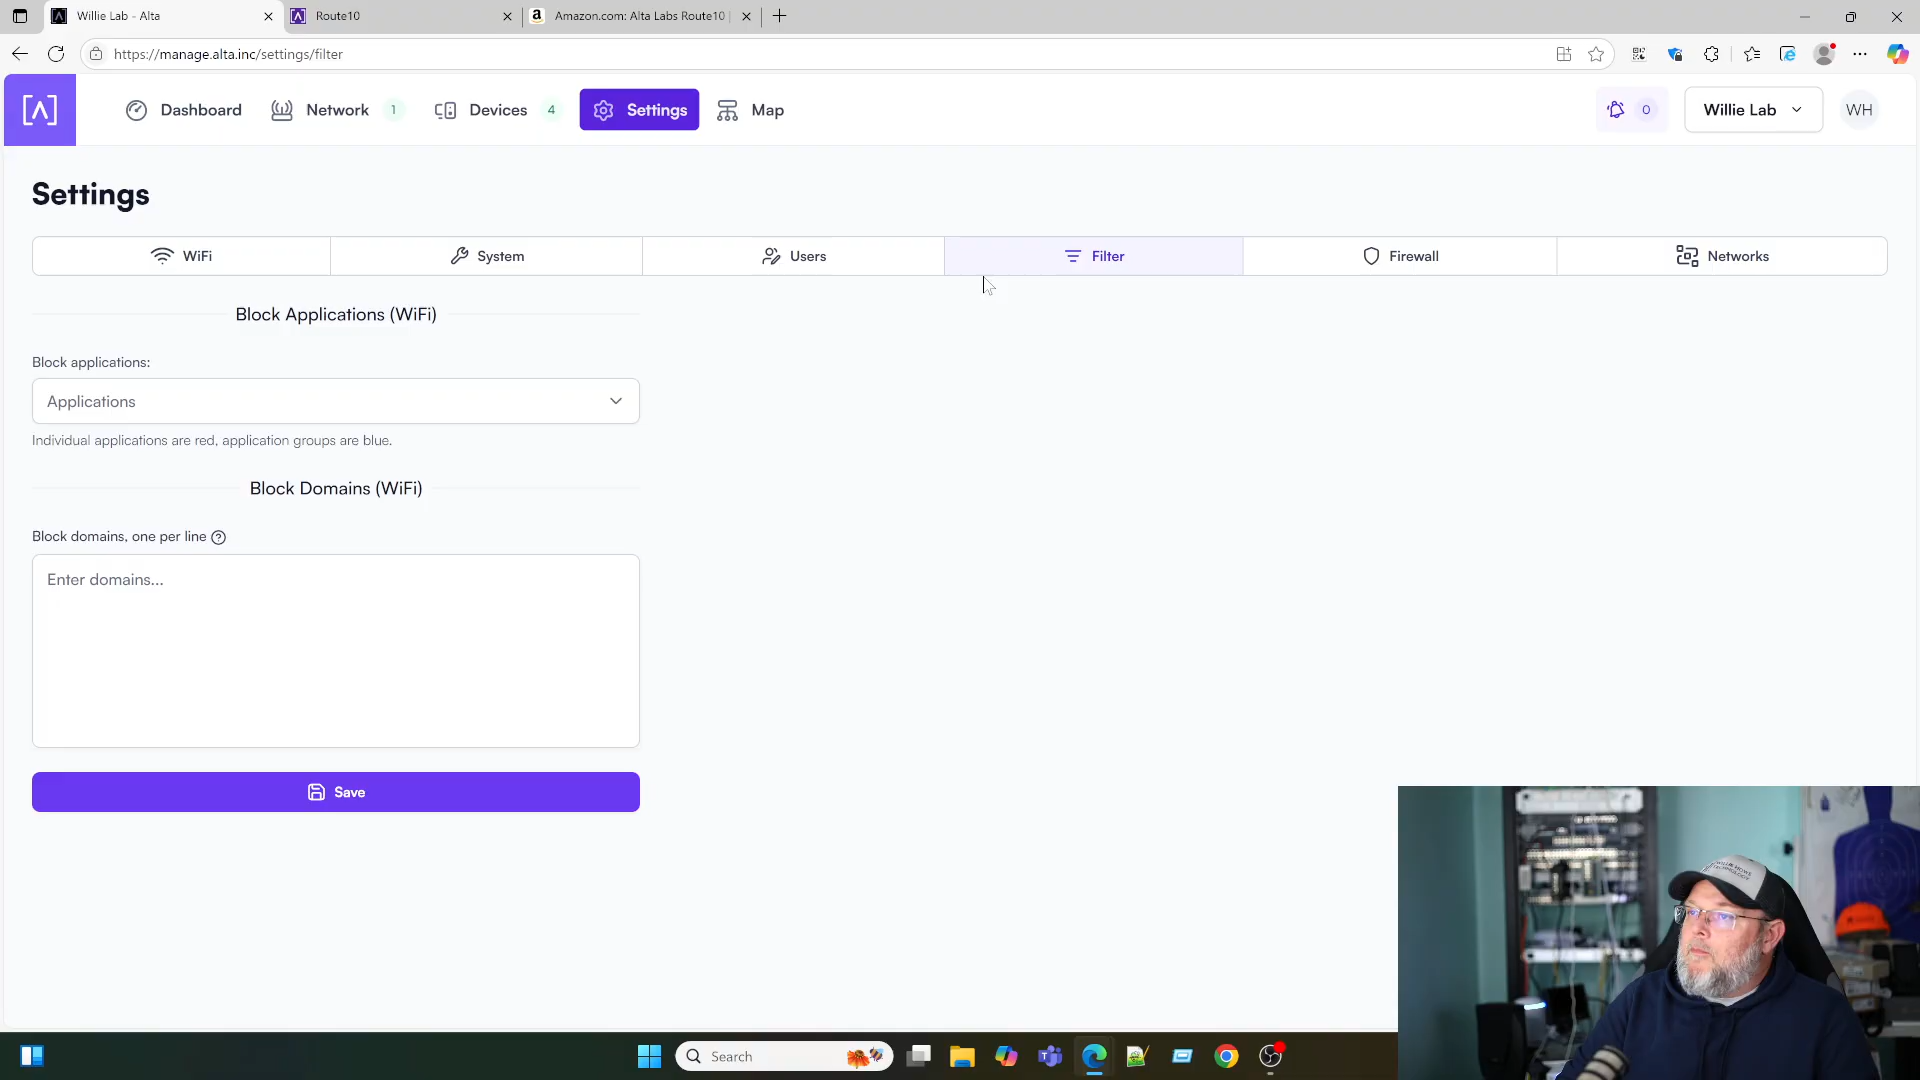 Willie Lab - Alta
Route10
Amazon.com: Alta Labs Route10
https://manage.alta.inc/settings/filter
Dashboard
Network 1
Devices 4
Settings
Map
0
Willie Lab
WH
Settings
WiFi
System
Users
Filter
Firewall
Networks
Block Applications (WiFi)
Block applications:
Applications
Individual applications are red, application groups are blue.
Block Domains (WiFi)
Block domains, one per line
Enter domains...
Save
Search